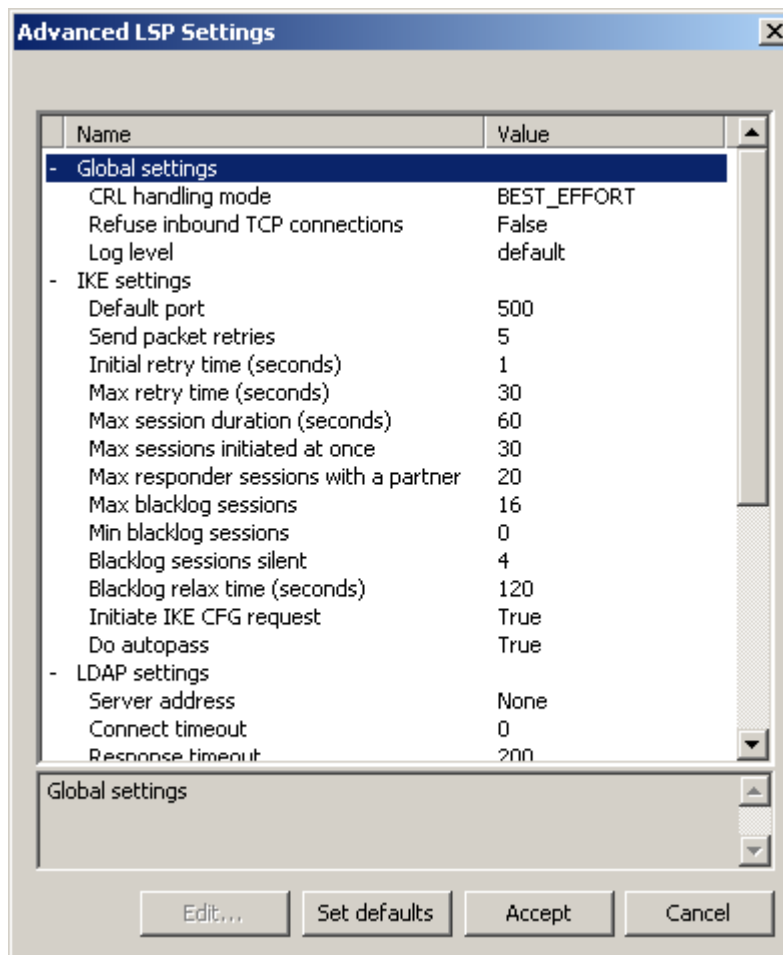 Advanced LSP Settings
Name Value
- Global settings
CRL handling mode BEST_EFFORT
Refuse inbound TCP connections False
Log level default
- IKE settings
Default port 500
Send packet retries 5
Initial retry time (seconds) 1
Max retry time (seconds) 30
Max session duration (seconds) 60
Max sessions initiated at once 30
Max responder sessions with a partner 20
Max blacklog sessions 16
Min blacklog sessions 0
Blacklog sessions silent 4
Blacklog relax time (seconds) 120
Initiate IKE CFG request True
Do autopass True
- LDAP settings
Server address None
Connect timeout 0
Response timeout 200
Global settings
Edit... Set defaults Accept Cancel